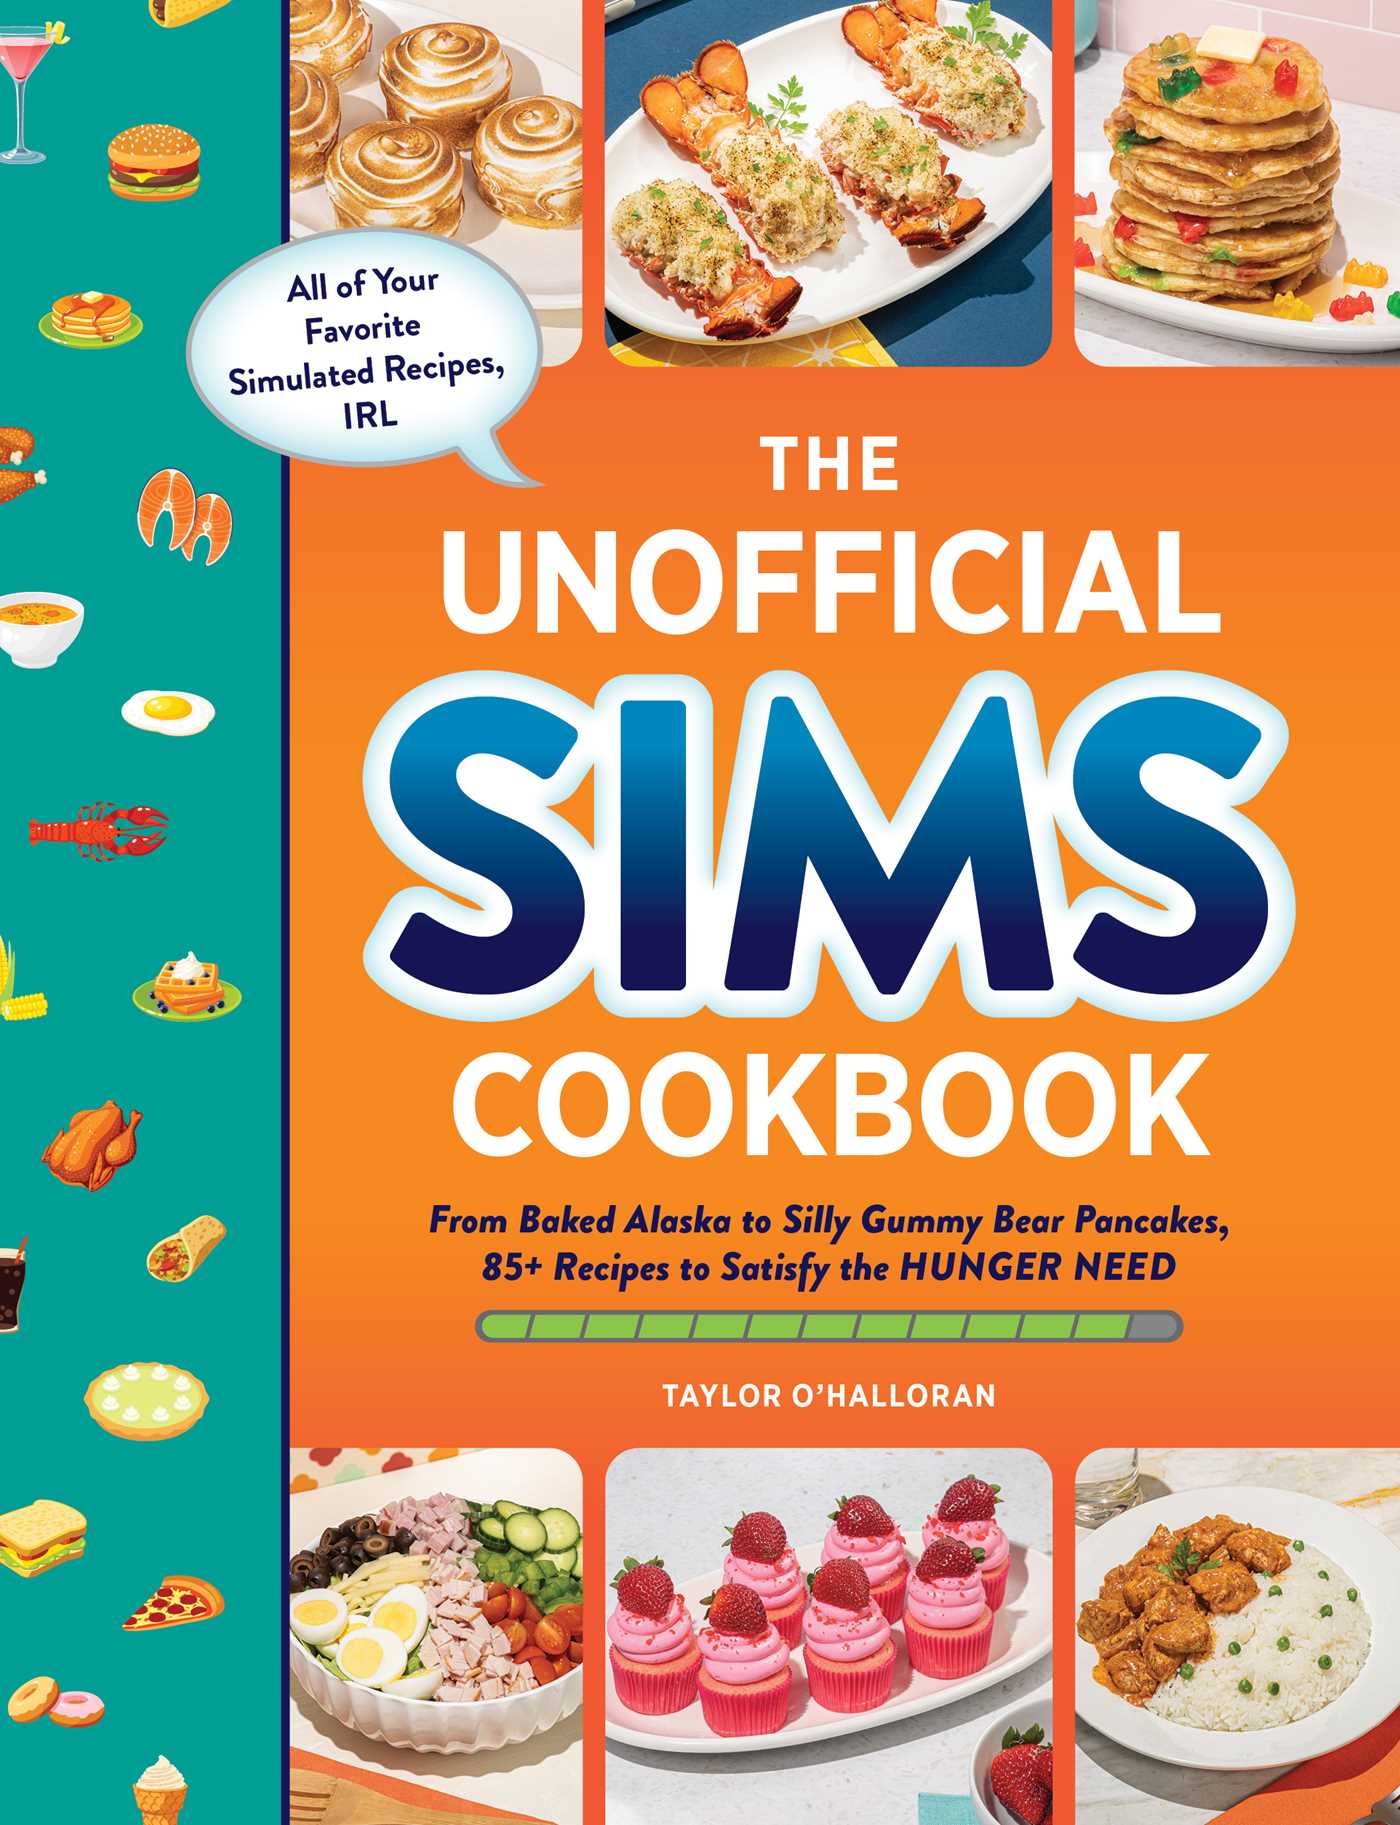 All of Your
Favorite
Simulated Recipes,
IRL
THE
UNOFFICIAL
SIMS
COOKBOOK
From Baked Alaska to Silly Gummy Bear Pancakes,
85+ Recipes to Satisfy the HUNGER NEED
TAYLOR O'HALLORAN